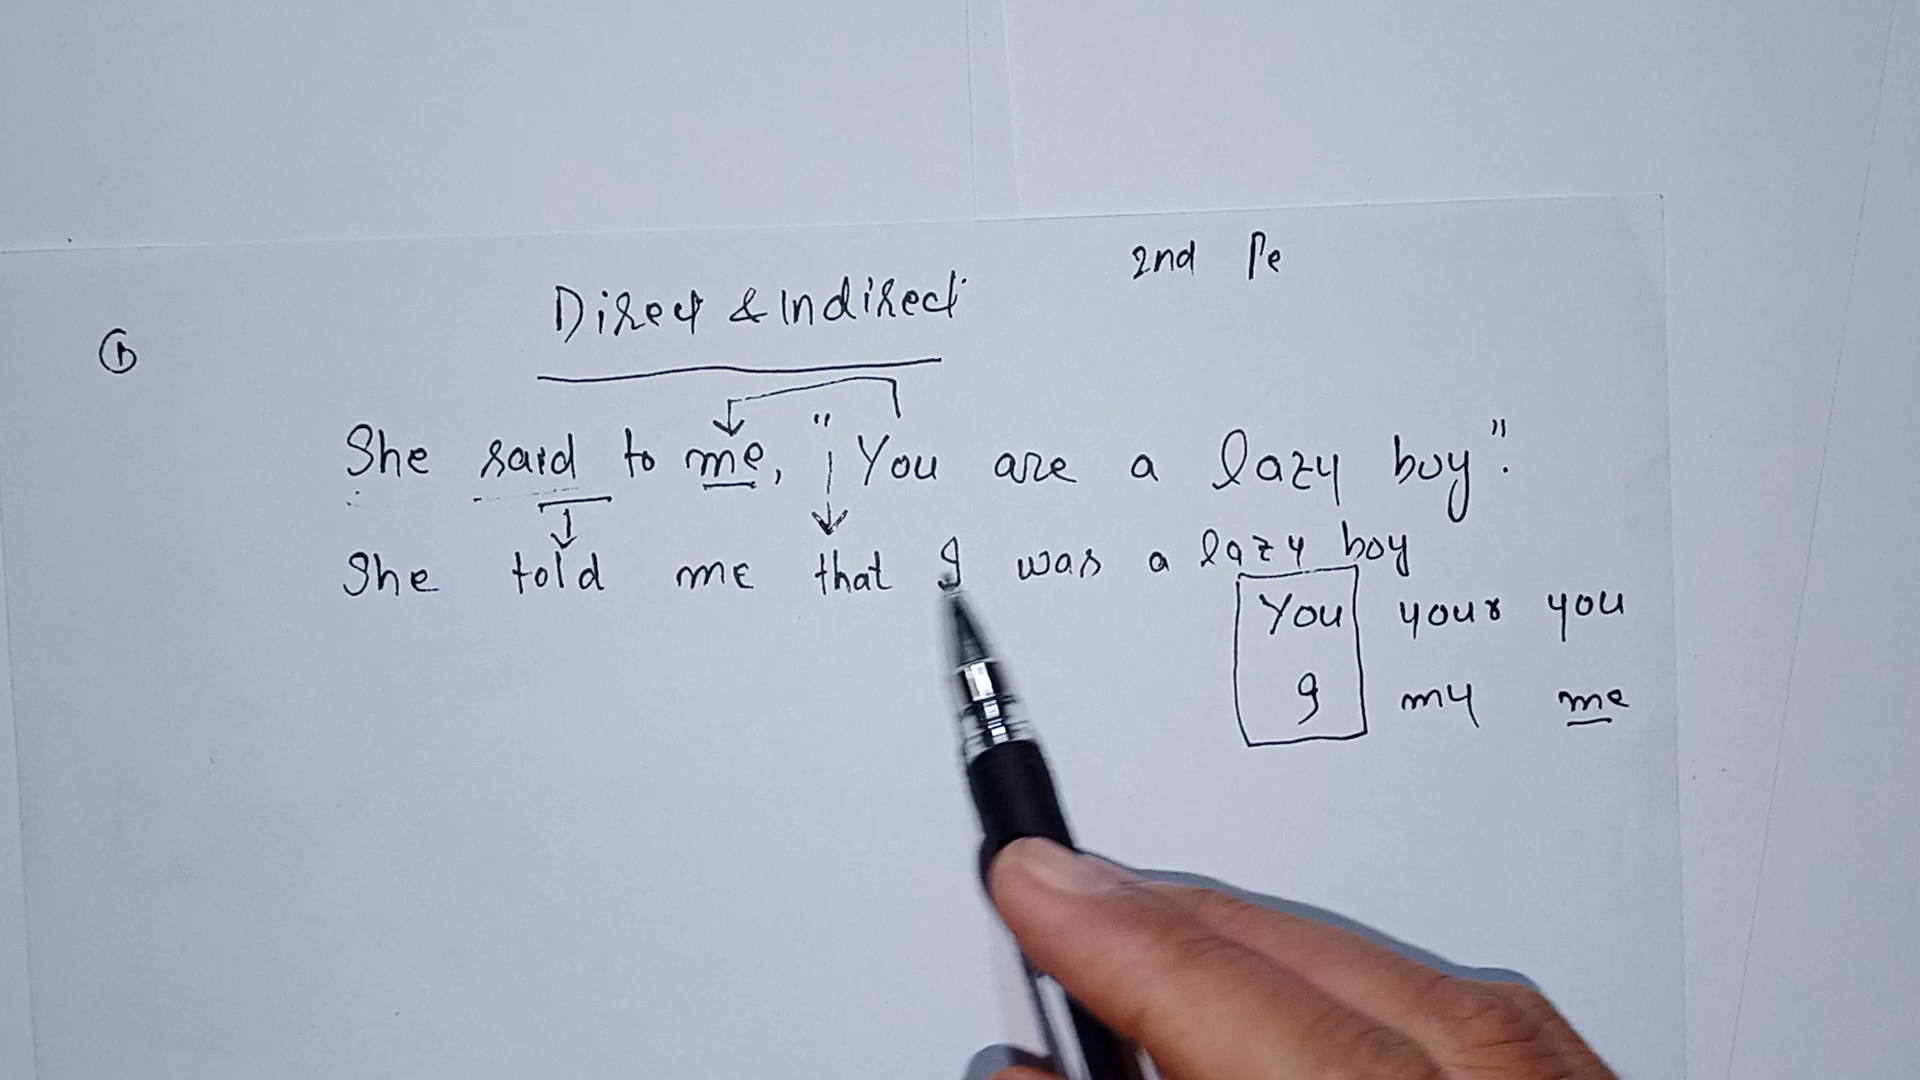 2nd Pe
Direct & Indirect
①
She said to me, "You are a lazy boy".
She told me that I was a lazy boy
You your you
I my me